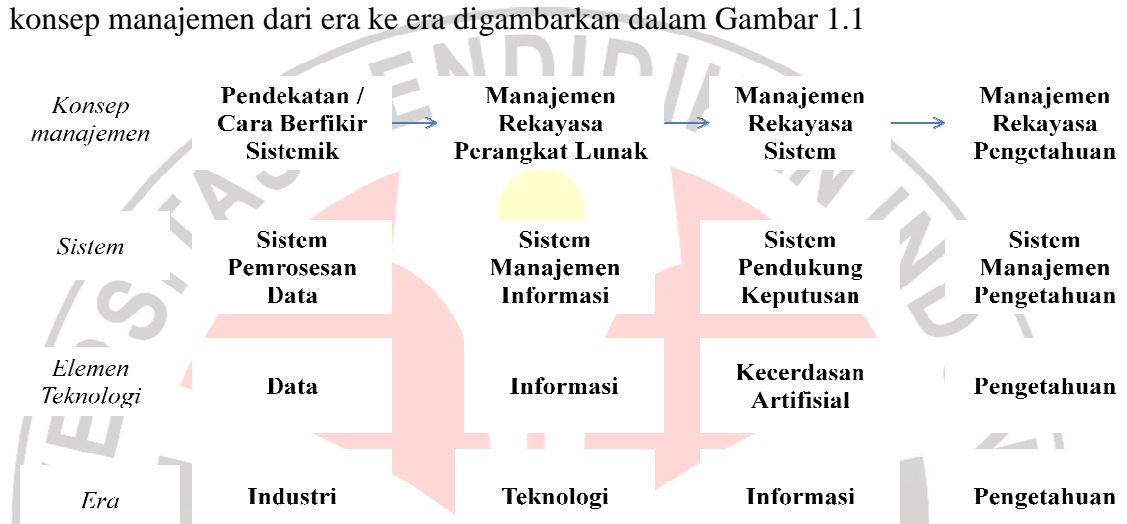 konsep manajemen dari era ke era digambarkan dalam Gambar 1.1
Konsep manajemen
Pendekatan / Cara Berfikir Sistemik
Manajemen Rekayasa Perangkat Lunak
Manajemen Rekayasa Sistem
Manajemen Rekayasa Pengetahuan
Sistem
Sistem Pemrosesan Data
Sistem Manajemen Informasi
Sistem Pendukung Keputusan
Sistem Manajemen Pengetahuan
Elemen Teknologi
Data
Informasi
Kecerdasan Artifisial
Pengetahuan
Era
Industri
Teknologi
Informasi
Pengetahuan